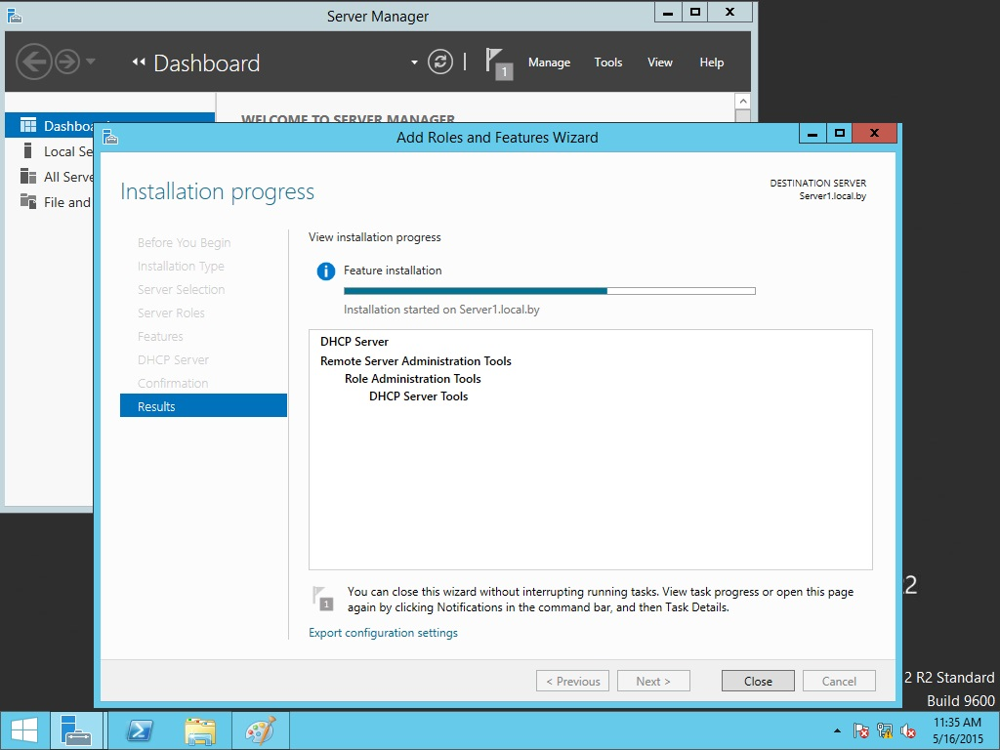 Server Manager
Dashboard
1
Manage
Tools
View
Help
WELCOME TO SERVER MANAGER
Local Se
All Serve
File and
Add Roles and Features Wizard
Installation progress
DESTINATION SERVER
Server1.local.by
Before You Begin
Installation Type
Server Selection
Server Roles
Features
DHCP Server
Confirmation
Results
View installation progress
Feature installation
Installation started on Server1.local.by
DHCP Server
Remote Server Administration Tools
Role Administration Tools
DHCP Server Tools
1
You can close this wizard without interrupting running tasks. View task progress or open this page
again by clicking Notifications in the command bar, and then Task Details.
Export configuration settings
< Previous
Next >
Close
Cancel
2
2 R2 Standard
Build 9600
11:35 AM
5/16/2015